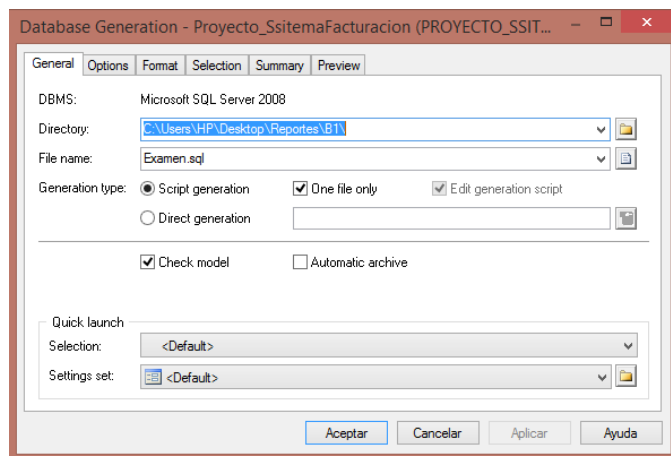 Database Generation - Proyecto_SsitemaFacturacion (PROYECTO_SSIT...
General Options Format Selection Summary Preview
DBMS: Microsoft SQL Server 2008
Directory: C:\Users\HP\Desktop\Reportes\B1\
File name: Examen.sql
Generation type: Script generation One file only Edit generation script
Direct generation
Check model Automatic archive
Quick launch
Selection: <Default>
Settings set: <Default>
Aceptar Cancelar Aplicar Ayuda